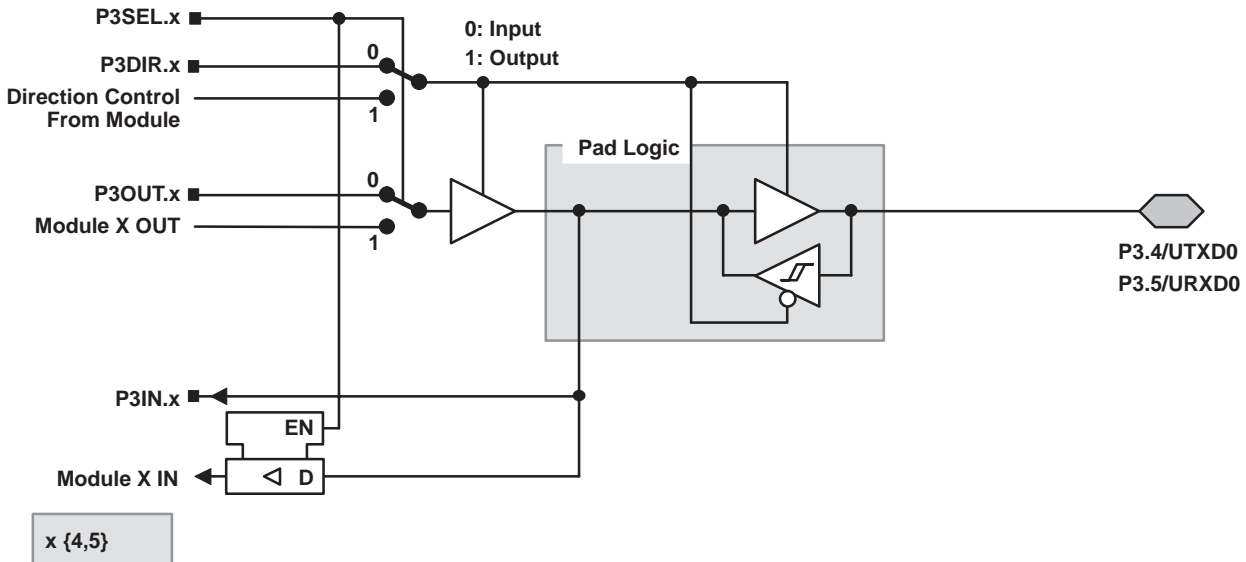 P3SEL.x
0: Input
1: Output
0
P3DIR.x
Direction Control
From Module
1
Pad Logic
0
P3OUT.x
Module X OUT
1
P3.4/UTXD0
P3.5/URXD0
P3IN.x
EN
Module X IN
D
x {4,5}